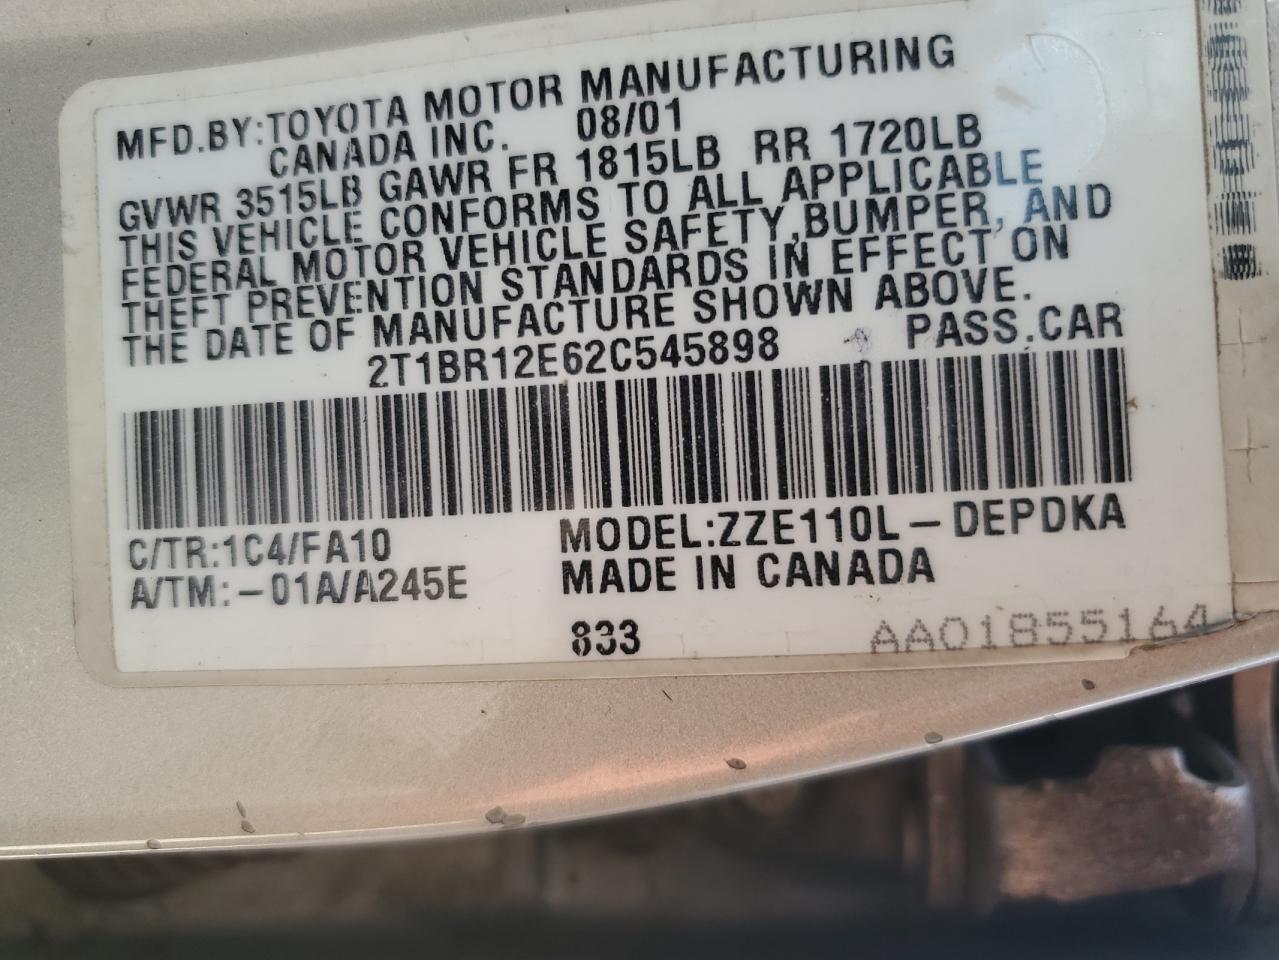 MFD.BY:TOYOTA MOTOR MANUFACTURING
CANADA INC. 08/01
GVWR 3515LB GAWR FR 1815LB RR 1720LB
THIS VEHICLE CONFORMS TO ALL APPLICABLE
FEDERAL MOTOR VEHICLE SAFETY,BUMPER, AND
THEFT PREVENTION STANDARDS IN EFFECT ON
THE DATE OF MANUFACTURE SHOWN ABOVE.
2T1BR12E62C545898 PASS.CAR
C/TR:1C4/FA10 MODEL:ZZE110L-DEPDKA
A/TM:-01A/A245E MADE IN CANADA
833 AA01855164